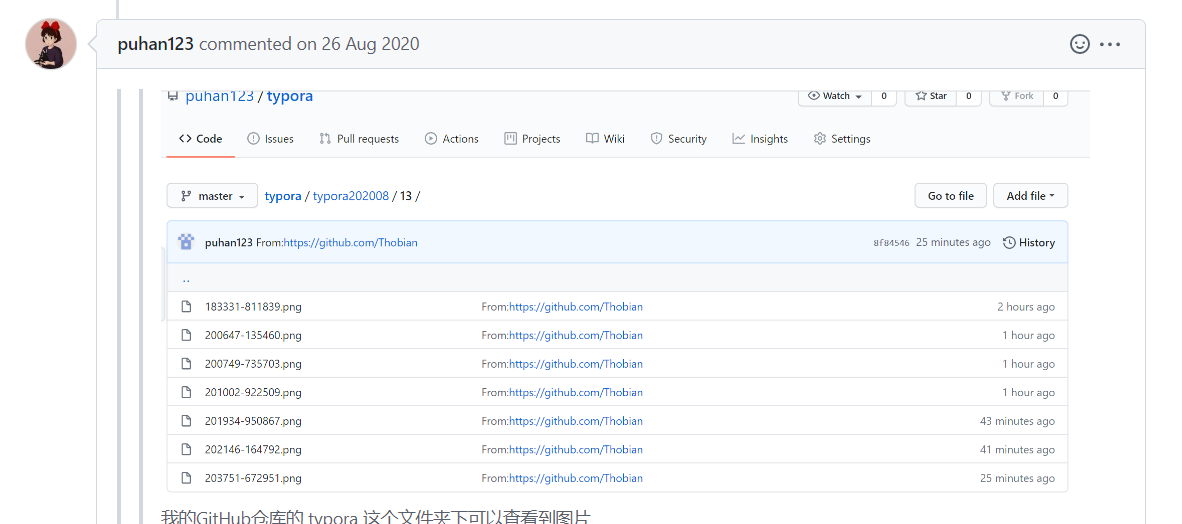 puhan123 commented on 26 Aug 2020
puhan123 / typora
Watch 0 Star 0 Fork 0
Code Issues Pull requests Actions Projects Wiki Security Insights Settings
master typora / typora202008 / 13 / Go to file Add file
puhan123 From:https://github.com/Thobian 8f84546 25 minutes ago History
..
183331-811839.png From:https://github.com/Thobian 2 hours ago
200647-135460.png From:https://github.com/Thobian 1 hour ago
200749-735703.png From:https://github.com/Thobian 1 hour ago
201002-922509.png From:https://github.com/Thobian 1 hour ago
201934-950867.png From:https://github.com/Thobian 43 minutes ago
202146-164792.png From:https://github.com/Thobian 41 minutes ago
203751-672951.png From:https://github.com/Thobian 25 minutes ago
我的GitHub仓库的 typora 这个文件夹下可以查看到图片